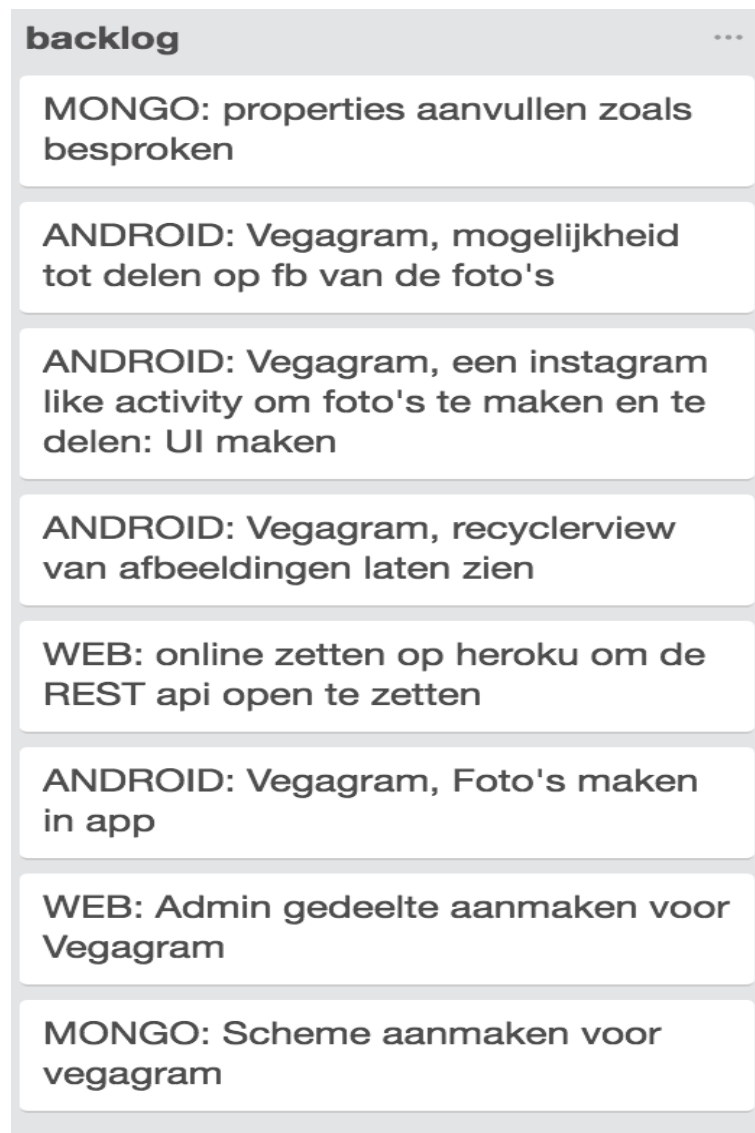 backlog
MONGO: properties aanvullen zoals
besproken
ANDROID: Vegagram, mogelijkheid
tot delen op fb van de foto's
ANDROID: Vegagram, een instagram
like activity om foto's te maken en te
delen: UI maken
ANDROID: Vegagram, recyclerview
van afbeeldingen laten zien
WEB: online zetten op heroku om de
REST api open te zetten
ANDROID: Vegagram, Foto's maken
in app
WEB: Admin gedeelte aanmaken voor
Vegagram
MONGO: Scheme aanmaken voor
vegagram